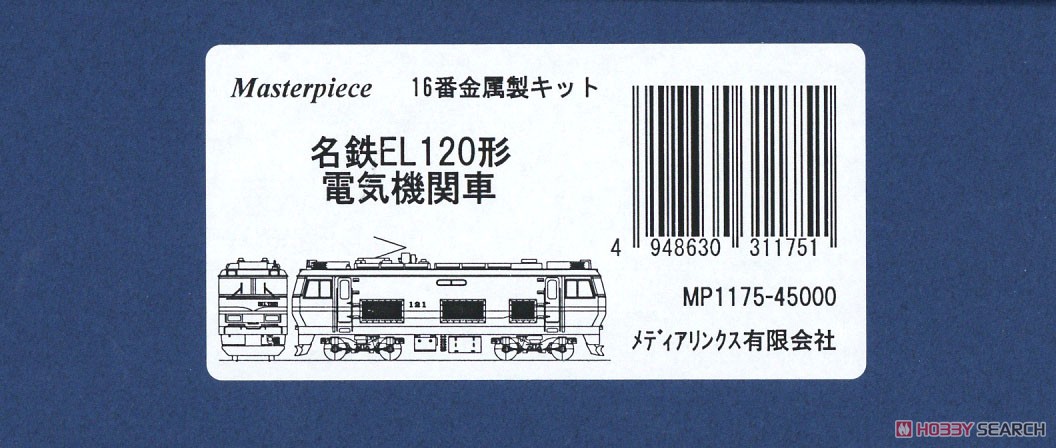 Masterpiece 16番金属製キット
名鉄EL120形
電気機関車
4 948630 311751
121
MP1175-45000
メディアリンクス有限会社
HOBBY SEARCH